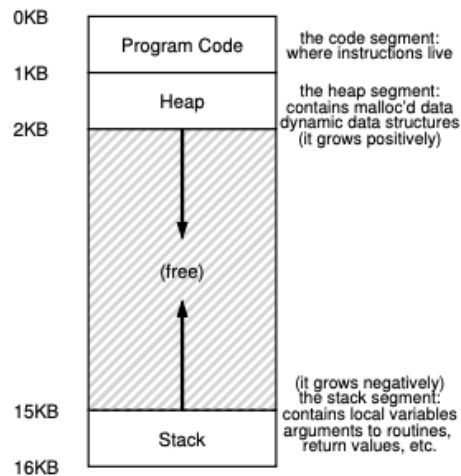 0KB
Program Code
the code segment:
where instructions live
1KB
Heap
the heap segment:
contains malloc'd data
dynamic data structures
(it grows positively)
2KB
(free)
(it grows negatively)
the stack segment:
contains local variables
arguments to routines,
return values, etc.
15KB
Stack
16KB